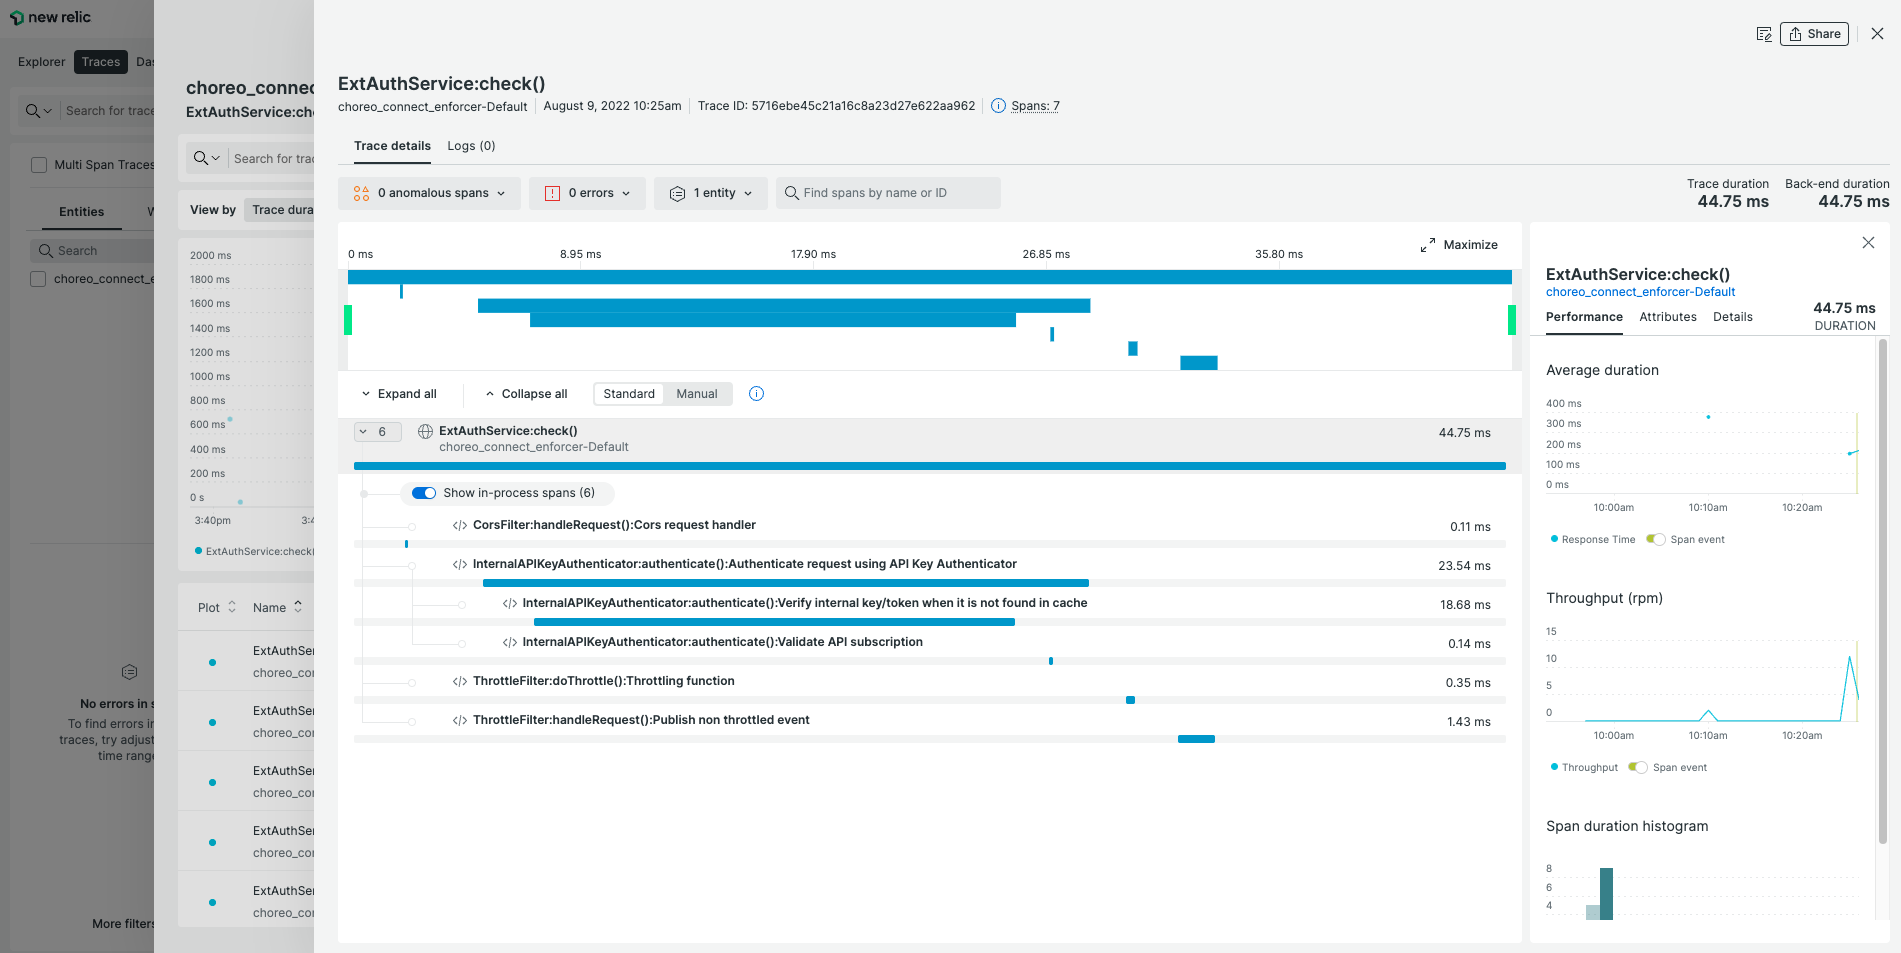 new relic
Explorer
Traces
Das
Search for trace
Multi Span Traces
Entities
W
Search
choreo_connect_e
No errors in s
To find errors in
traces, try adjust
time range
More filters
choreo_connec
ExtAuthService:che
Search for trac
View by
Trace dura
2000 ms
1800 ms
1600 ms
1400 ms
1200 ms
1000 ms
800 ms
600 ms
400 ms
200 ms
0 s
3:40pm
3:4
ExtAuthService:check(
Plot
Name
ExtAuthSer
choreo_cor
ExtAuthSer
choreo_cor
ExtAuthSer
choreo_cor
ExtAuthSer
choreo_cor
ExtAuthSer
choreo_cor
Share
ExtAuthService:check()
choreo_connect_enforcer-Default
August 9, 2022 10:25am
Trace ID: 5716ebe45c21a16c8a23d27e622aa962
Spans: 7
Trace details
Logs (0)
0 anomalous spans
0 errors
1 entity
Find spans by name or ID
Trace duration
44.75 ms
Back-end duration
44.75 ms
0 ms
8.95 ms
17.90 ms
26.85 ms
35.80 ms
Maximize
Expand all
Collapse all
Standard
Manual
6
ExtAuthService:check()
44.75 ms
choreo_connect_enforcer-Default
Show in-process spans (6)
</> CorsFilter:handleRequest():Cors request handler
0.11 ms
</> InternalAPIKeyAuthenticator:authenticate():Authenticate request using API Key Authenticator
23.54 ms
</> InternalAPIKeyAuthenticator:authenticate():Verify internal key/token when it is not found in cache
18.68 ms
</> InternalAPIKeyAuthenticator:authenticate():Validate API subscription
0.14 ms
</> ThrottleFilter:doThrottle():Throttling function
0.35 ms
</> ThrottleFilter:handleRequest():Publish non throttled event
1.43 ms
ExtAuthService:check()
choreo_connect_enforcer-Default
44.75 ms
DURATION
Performance
Attributes
Details
Average duration
400 ms
300 ms
200 ms
100 ms
0 ms
10:00am
10:10am
10:20am
Response Time
Span event
Throughput (rpm)
15
10
5
0
10:00am
10:10am
10:20am
Throughput
Span event
Span duration histogram
8
6
4